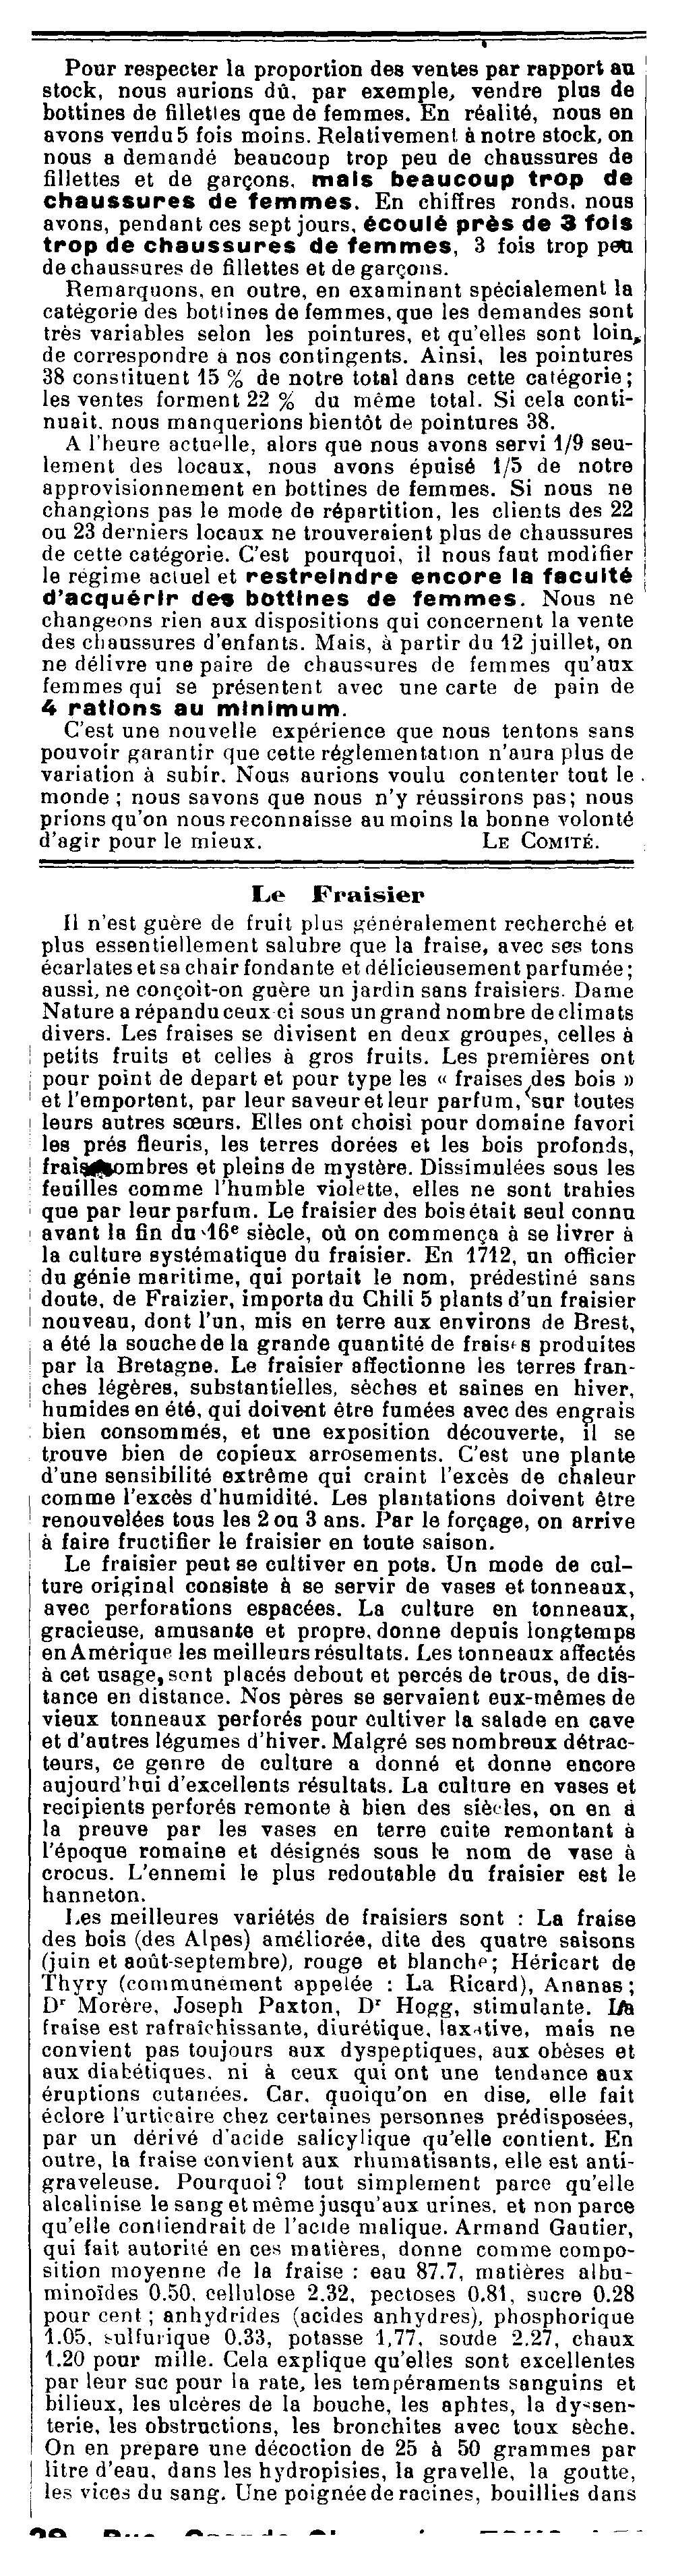 Pour respecter la proportion des ventes par rapport au
stock, nous aurions dû, par exemple, vendre plus de
bottines de fillettes que de femmes. En réalité, nous en
avons vendu 5 fois moins. Relativement à notre stock, on
nous a demandé beaucoup trop peu de chaussures de
fillettes et de garçons, mais beaucoup trop de
chaussures de femmes. En chiffres ronds, nous
avons, pendant ces sept jours, écoulé près de 3 fois
trop de chaussures de femmes, 3 fois trop peu
de chaussures de fillettes et de garçons.
Remarquons, en outre, en examinant spécialement la
catégorie des bottines de femmes, que les demandes sont
très variables selon les pointures, et qu'elles sont loin
de correspondre à nos contingents. Ainsi, les pointures
38 constituent 15 % de notre total dans cette catégorie ;
les ventes forment 22 % du même total. Si cela conti-
nuait, nous manquerions bientôt de pointures 38.
A l'heure actuelle, alors que nous avons servi 1/9 seu-
lement des locaux, nous avons épuisé 1/5 de notre
approvisionnement en bottines de femmes. Si nous ne
changions pas le mode de répartition, les clients des 22
ou 23 derniers locaux ne trouveraient plus de chaussures
de cette catégorie. C'est pourquoi, il nous faut modifier
le régime actuel et restreindre encore la faculté
d'acquérir des bottines de femmes. Nous ne
changeons rien aux dispositions qui concernent la vente
des chaussures d'enfants. Mais, à partir du 12 juillet, on
ne délivre une paire de chaussures de femmes qu'aux
femmes qui se présentent avec une carte de pain de
4 rations au minimum.
C'est une nouvelle expérience que nous tentons sans
pouvoir garantir que cette réglementation n'aura plus de
variation à subir. Nous aurions voulu contenter tout le
monde ; nous savons que nous n'y réussirons pas ; nous
prions qu'on nous reconnaisse au moins la bonne volonté
d'agir pour le mieux. LE COMITÉ.
Le Fraisier
Il n'est guère de fruit plus généralement recherché et
plus essentiellement salubre que la fraise, avec ses tons
écarlates et sa chair fondante et délicieusement parfumée ;
aussi, ne conçoit-on guère un jardin sans fraisiers. Dame
Nature a répandu ceux-ci sous un grand nombre de climats
divers. Les fraises se divisent en deux groupes, celles à
petits fruits et celles à gros fruits. Les premières ont
pour point de depart et pour type les « fraises des bois »
et l'emportent, par leur saveur et leur parfum, sur toutes
leurs autres sœurs. Elles ont choisi pour domaine favori
les prés fleuris, les terres dorées et les bois profonds,
ombres et pleins de mystère. Dissimulées sous les
feuilles comme l'humble violette, elles ne sont trahies
que par leur parfum. Le fraisier des bois était seul connu
avant la fin du 16e siècle, où on commença à se livrer à
la culture systématique du fraisier. En 1712, un officier
du génie maritime, qui portait le nom, prédestiné sans
doute, de Fraizier, importa du Chili 5 plants d'un fraisier
nouveau, dont l'un, mis en terre aux environs de Brest,
a été la souche de la grande quantité de fraises produites
par la Bretagne. Le fraisier affectionne les terres fran-
ches légères, substantielles, sèches et saines en hiver,
humides en été, qui doivent être fumées avec des engrais
bien consommés, et une exposition découverte, il se
trouve bien de copieux arrosements. C'est une plante
d'une sensibilité extrême qui craint l'excès de chaleur
comme l'excès d'humidité. Les plantations doivent être
renouvelées tous les 2 ou 3 ans. Par le forçage, on arrive
à faire fructifier le fraisier en toute saison.
Le fraisier peut se cultiver en pots. Un mode de cul-
ture original consiste à se servir de vases et tonneaux,
avec perforations espacées. La culture en tonneaux,
gracieuse, amusante et propre, donne depuis longtemps
en Amérique les meilleurs résultats. Les tonneaux affectés
à cet usage, sont placés debout et percés de trous, de dis-
tance en distance. Nos pères se servaient eux-mêmes de
vieux tonneaux perforés pour cultiver la salade en cave
et d'autres légumes d'hiver. Malgré ses nombreux détrac-
teurs, ce genre de culture a donné et donne encore
aujourd'hui d'excellents résultats. La culture en vases et
recipients perforés remonte à bien des siècles, on en a
la preuve par les vases en terre cuite remontant à
l'époque romaine et désignés sous le nom de vase à
crocus. L'ennemi le plus redoutable du fraisier est le
hanneton.
Les meilleures variétés de fraisiers sont : La fraise
des bois (des Alpes) améliorée, dite des quatre saisons
(juin et août-septembre), rouge et blanche ; Héricart de
Thyry (communément appelée : La Ricard), Ananas ;
Dr Morère, Joseph Paxton, Dr Hogg, stimulante. La
fraise est rafraîchissante, diurétique, laxative, mais ne
convient pas toujours aux dyspeptiques, aux obèses et
aux diabétiques, ni à ceux qui ont une tendance aux
éruptions cutanées. Car, quoiqu'on en dise, elle fait
éclore l'urticaire chez certaines personnes prédisposées,
par un dérivé d'acide salicylique qu'elle contient. En
outre, la fraise convient aux rhumatisants, elle est anti-
graveleuse. Pourquoi ? tout simplement parce qu'elle
alcalinise le sang et même jusqu'aux urines, et non parce
qu'elle contiendrait de l'acide malique. Armand Gautier,
qui fait autorité en ces matières, donne comme compo-
sition moyenne de la fraise : eau 87.7, matières albu-
minoïdes 0.50, cellulose 2.32, pectoses 0.81, sucre 0.28
pour cent ; anhydrides (acides anhydres), phosphorique
1.05, sulfurique 0.33, potasse 1,77, soude 2.27, chaux
1.20 pour mille. Cela explique qu'elles sont excellentes
par leur suc pour la rate, les tempéraments sanguins et
bilieux, les ulcères de la bouche, les aphtes, la dyssen-
terie, les obstructions, les bronchites avec toux sèche.
On en prepare une décoction de 25 à 50 grammes par
litre d'eau, dans les hydropisies, la gravelle, la goutte,
les vices du sang. Une poignée de racines, bouillies dans